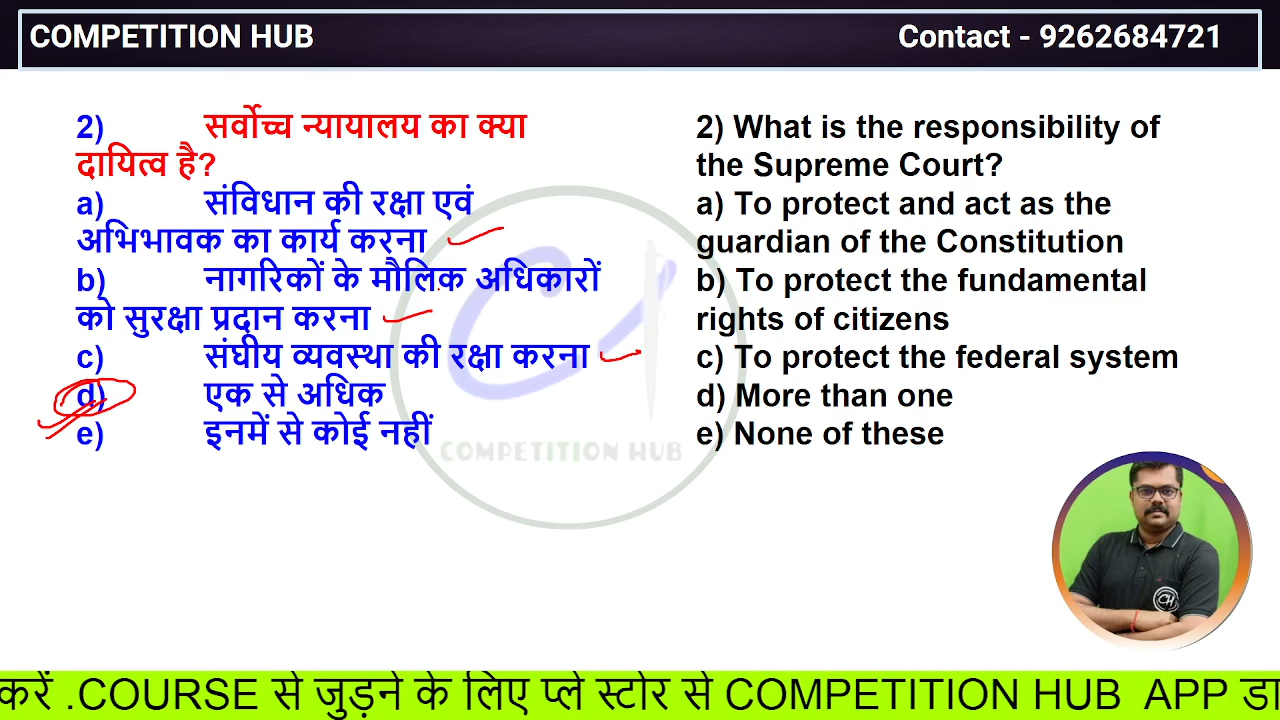 COMPETITION HUB
Contact - 9262684721
2) सर्वोच्च न्यायालय का क्या
दायित्व है?
a) संविधान की रक्षा एवं
अभिभावक का कार्य करना
b) नागरिकों के मौलिक अधिकारों
को सुरक्षा प्रदान करना
c) संघीय व्यवस्था की रक्षा करना
d) एक से अधिक
e) इनमें से कोई नहीं
2) What is the responsibility of
the Supreme Court?
a) To protect and act as the
guardian of the Constitution
b) To protect the fundamental
rights of citizens
c) To protect the federal system
d) More than one
e) None of these
COMPETITION HUB
CH
करें .COURSE से जुड़ने के लिए प्ले स्टोर से COMPETITION HUB APP डा